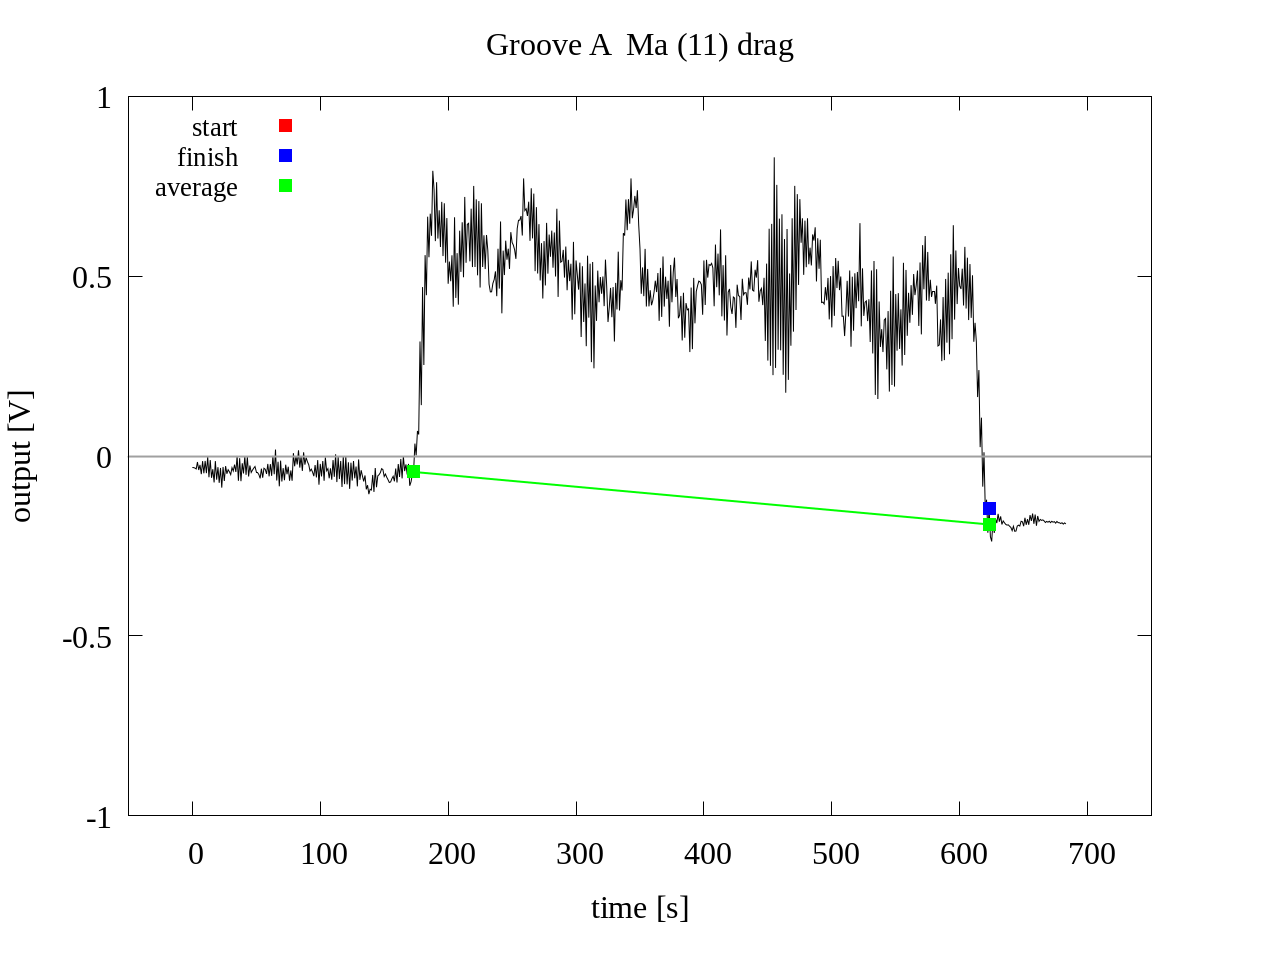 Groove A  Ma (11) drag
start
finish
average
output [V]
1
0.5
0
-0.5
-1
0 100 200 300 400 500 600 700
time [s]